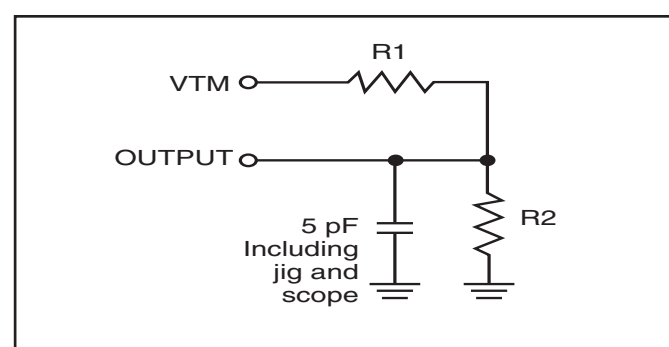 R1
VTM
OUTPUT
R2
5 pF
Including
jig and
scope